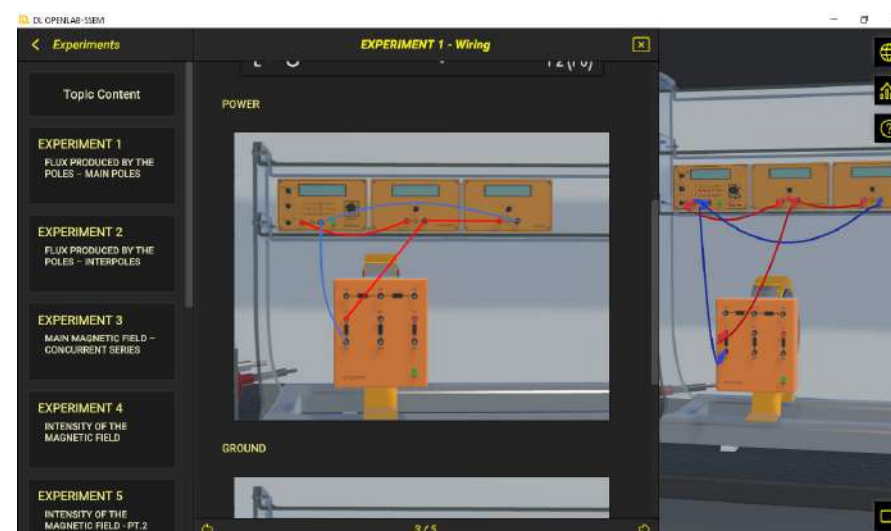 DL OPENLAB-SSEM
Experiments
EXPERIMENT 1 - Wiring
Topic Content
EXPERIMENT 1
FLUX PRODUCED BY THE
POLES – MAIN POLES
EXPERIMENT 2
FLUX PRODUCED BY THE
POLES – INTERPOLES
EXPERIMENT 3
MAIN MAGNETIC FIELD –
CONCURRENT SERIES
EXPERIMENT 4
INTENSITY OF THE
MAGNETIC FIELD
EXPERIMENT 5
INTENSITY OF THE
MAGNETIC FIELD - PT.2
POWER
GROUND
3 / 5